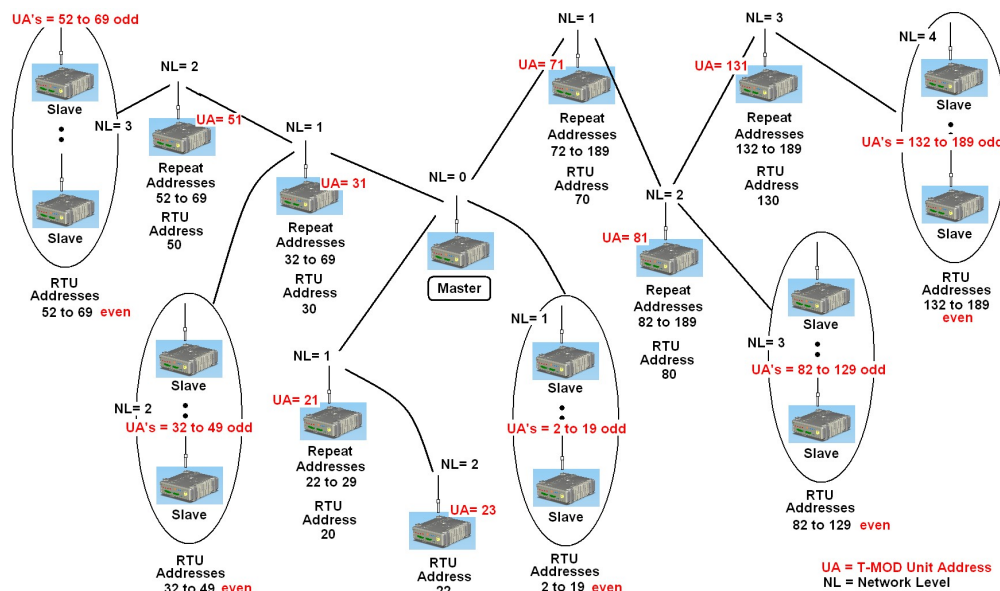 UA's = 52 to 69 odd
Slave
NL= 3
Slave
RTU
Addresses
52 to 69 even
NL= 2
UA= 51
Repeat
Addresses
52 to 69
RTU
Address
50
NL= 1
UA= 31
Repeat
Addresses
32 to 69
RTU
Address
30
Slave
NL= 2
UA's = 32 to 49 odd
Slave
RTU
Addresses
32 to 49 even
NL= 0
Master
NL= 1
UA= 21
Repeat
Addresses
22 to 29
RTU
Address
20
NL= 2
UA= 23
RTU
Address
22
NL= 1
Slave
UA's = 2 to 19 odd
Slave
RTU
Addresses
2 to 19 even
NL= 1
UA= 71
Repeat
Addresses
72 to 189
RTU
Address
70
NL= 2
UA= 81
Repeat
Addresses
82 to 189
RTU
Address
80
NL= 3
UA= 131
Repeat
Addresses
132 to 189
RTU
Address
130
NL= 3
Slave
UA's = 82 to 129 odd
Slave
RTU
Addresses
82 to 129 even
NL= 4
Slave
UA's = 132 to 189 odd
Slave
RTU
Addresses
132 to 189
even
UA = T-MOD Unit Address
NL = Network Level